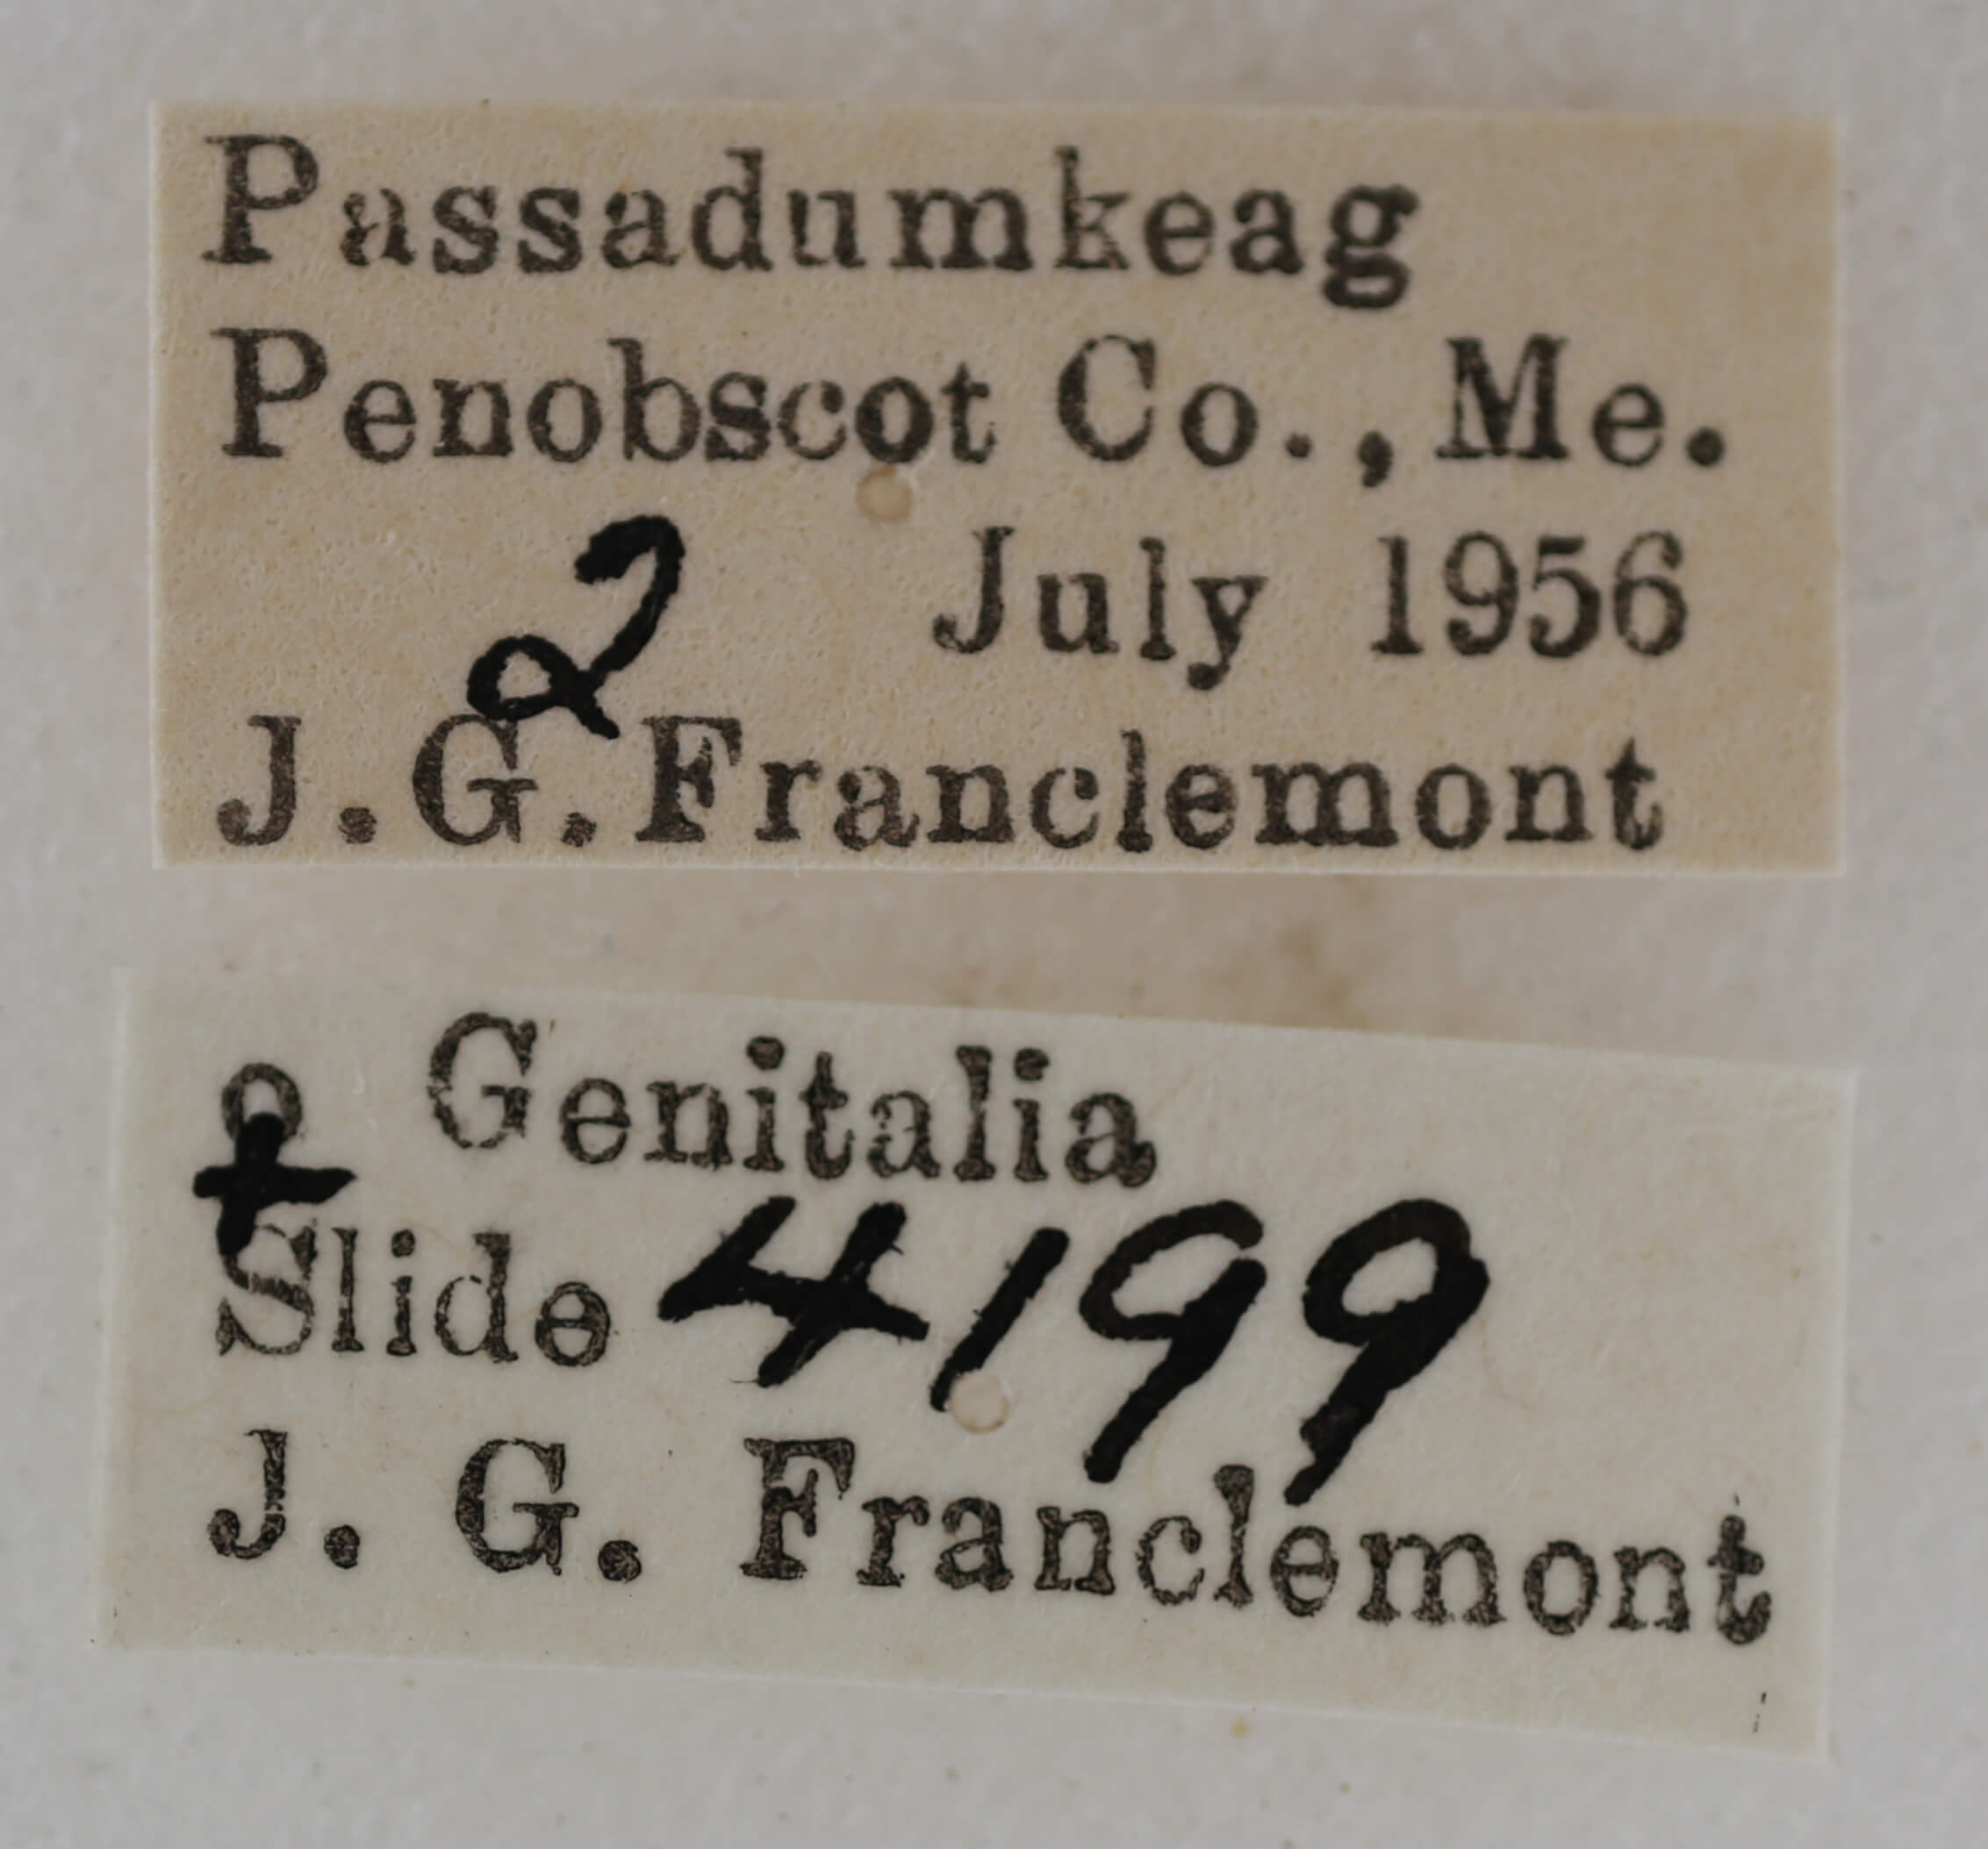 Passadumkeag
Penobscot Co., Me.
2 July 1956
J.G.Franclemont
♀ Genitalia
Slide 4199
J. G. Franclemont